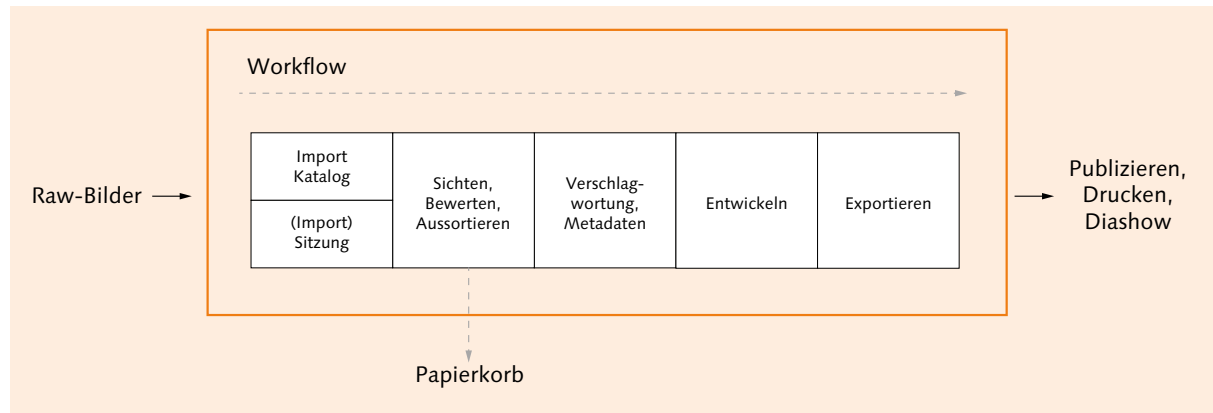 Workflow
Raw-Bilder
Import
Katalog
(Import)
Sitzung
Sichten,
Bewerten,
Aussortieren
Verschlag-
wortung,
Metadaten
Entwickeln
Exportieren
Publizieren,
Drucken,
Diashow
Papierkorb